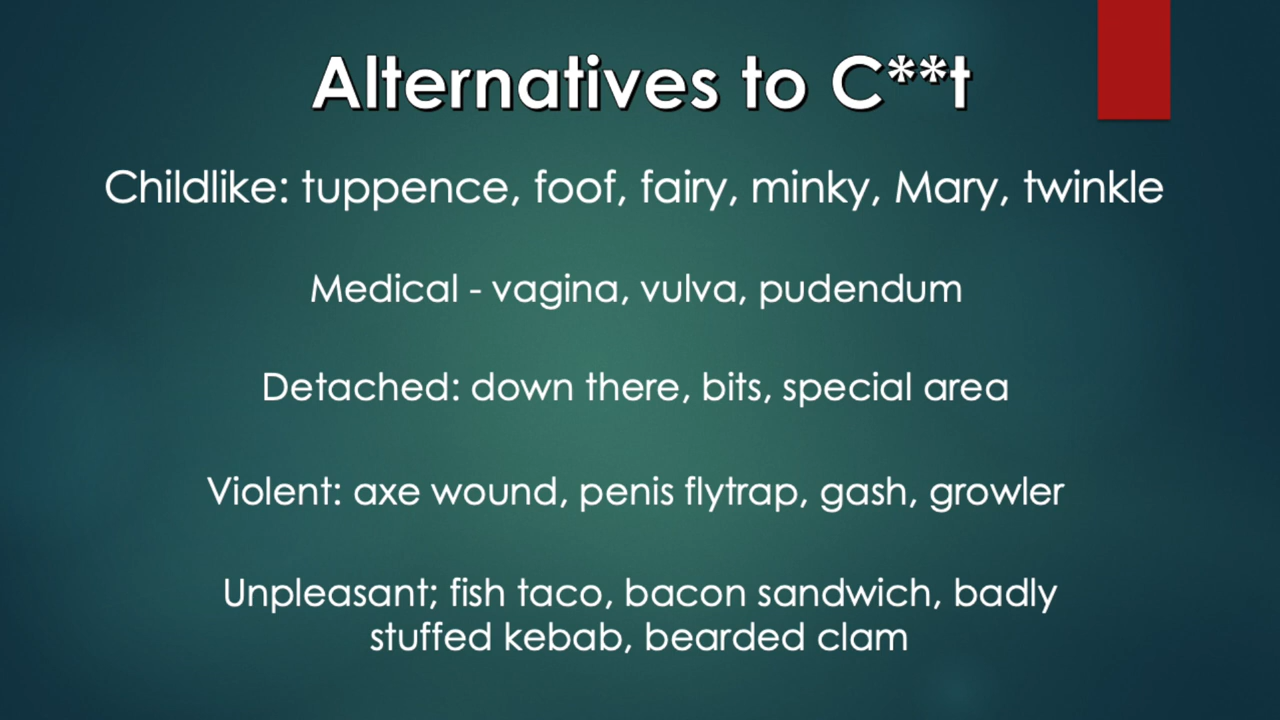 Alternatives to C**t
Childlike: tuppence, foof, fairy, minky, Mary, twinkle
Medical - vagina, vulva, pudendum
Detached: down there, bits, special area
Violent: axe wound, penis flytrap, gash, growler
Unpleasant; fish taco, bacon sandwich, badly
stuffed kebab, bearded clam